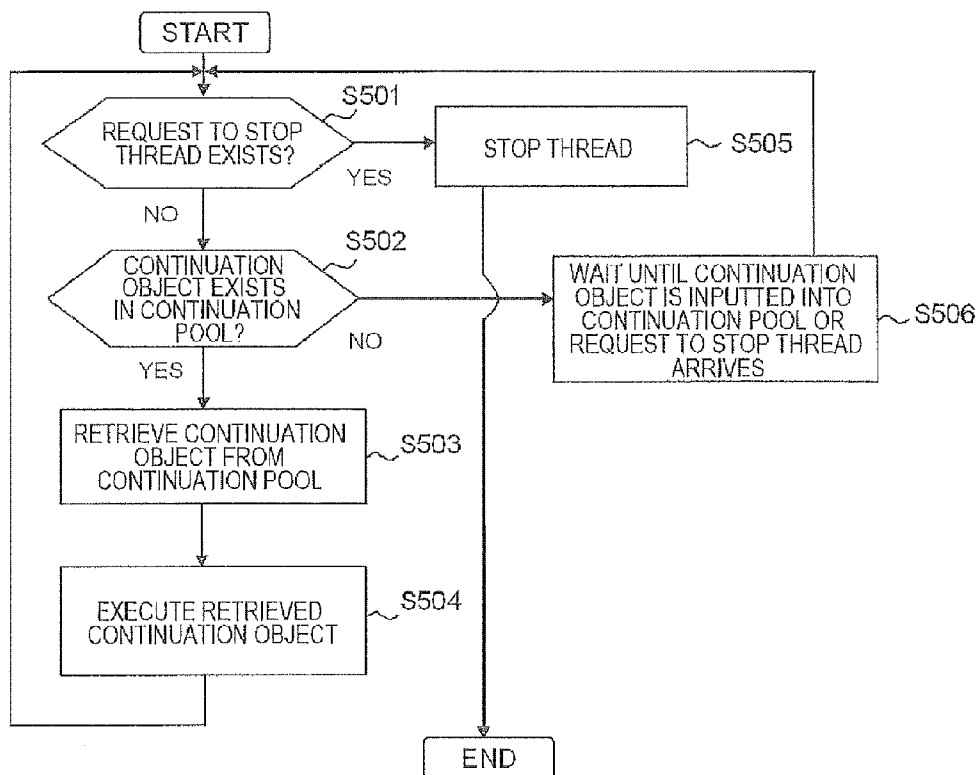 START
S501
REQUEST TO STOP
THREAD EXISTS?
YES
STOP THREAD
S505
NO
S502
CONTINUATION
OBJECT EXISTS
IN CONTINUATION
POOL?
NO
WAIT UNTIL CONTINUATION
OBJECT IS INPUTTED INTO
CONTINUATION POOL OR
REQUEST TO STOP THREAD
ARRIVES
S506
YES
RETRIEVE CONTINUATION
OBJECT FROM
CONTINUATION POOL
S503
EXECUTE RETRIEVED
CONTINUATION OBJECT
S504
END